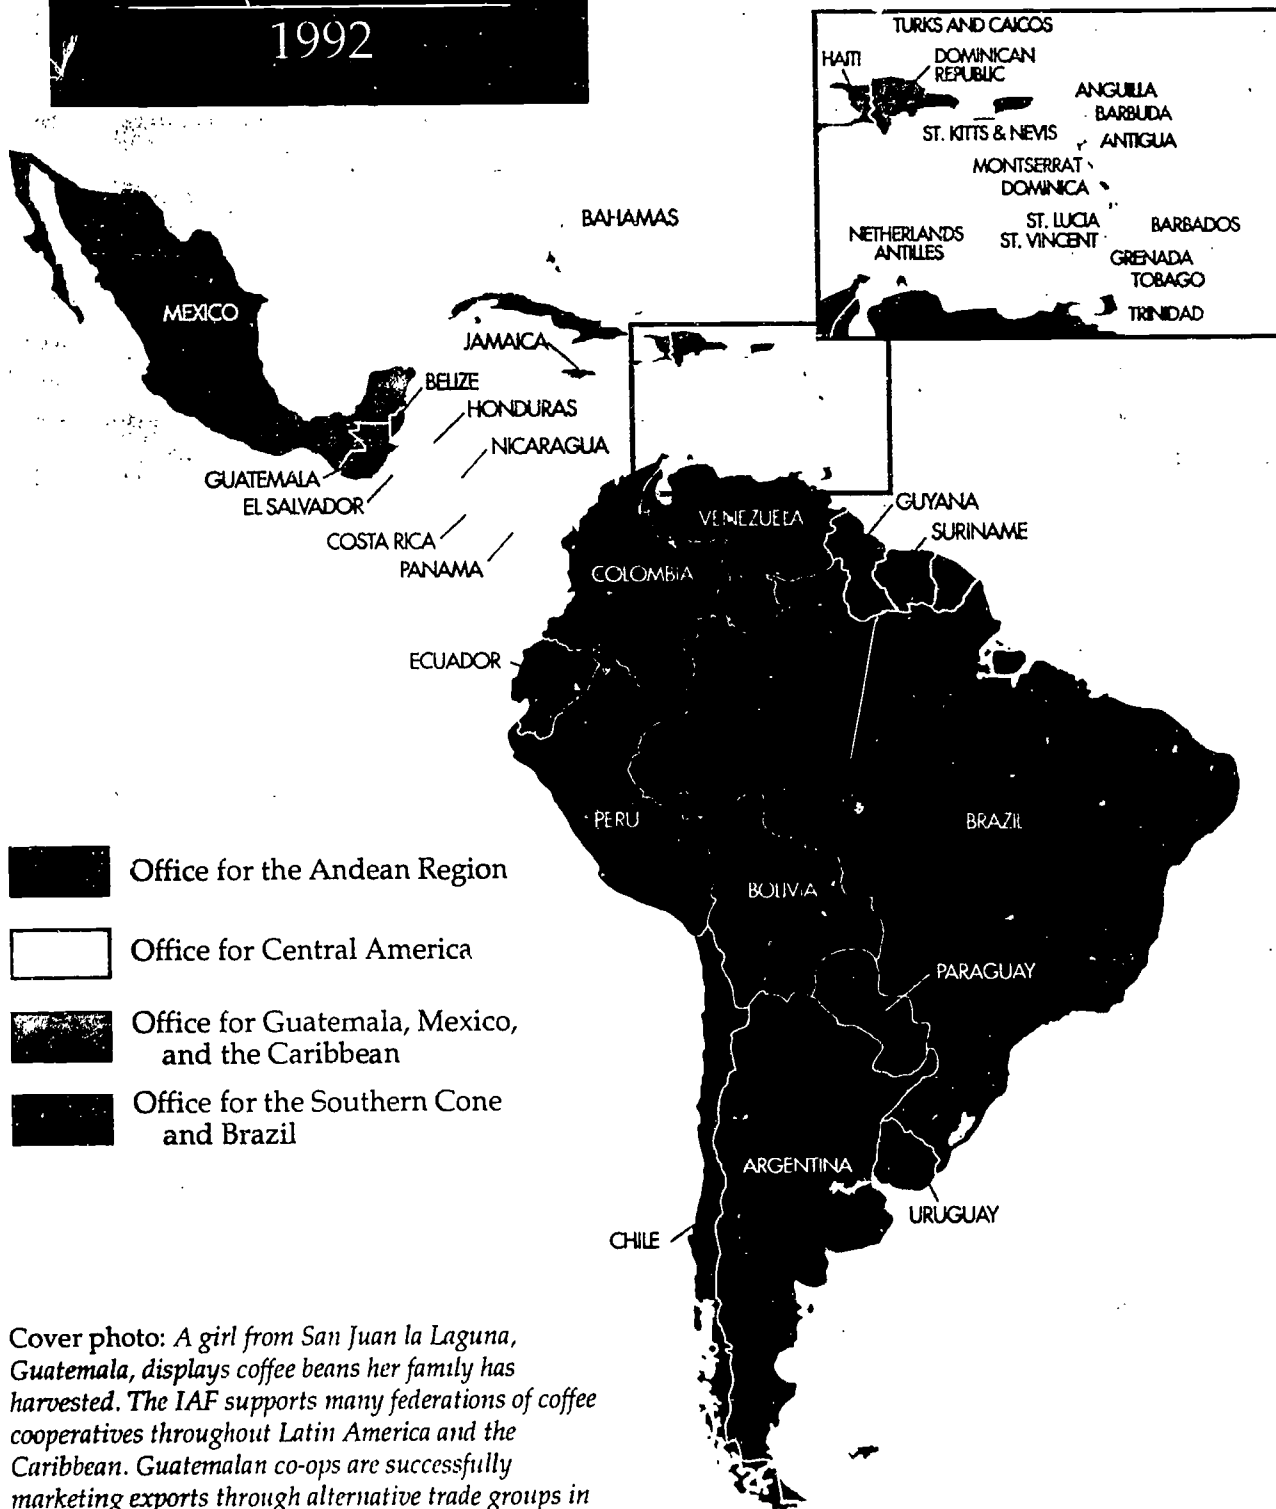 1992
TURKS AND CAICOS
HAITI
DOMINICAN
REPUBLIC
ANGUILLA
BARBUDA
ST. KITTS & NEVIS
ANTIGUA
MONTSERRAT
DOMINICA
ST. LUCIA
BARBADOS
ST. VINCENT
NETHERLANDS
ANTILLES
GRENADA
TOBAGO
TRINIDAD
BAHAMAS
MEXICO
JAMAICA
BELIZE
HONDURAS
NICARAGUA
GUATEMALA
EL SALVADOR
COSTA RICA
PANAMA
VENEZUELA
GUYANA
SURINAME
COLOMBIA
ECUADOR
PERU
BRAZIL
BOLIVIA
PARAGUAY
ARGENTINA
URUGUAY
CHILE
Office for the Andean Region
Office for Central America
Office for Guatemala, Mexico,
and the Caribbean
Office for the Southern Cone
and Brazil
Cover photo: A girl from San Juan la Laguna,
Guatemala, displays coffee beans her family has
harvested. The IAF supports many federations of coffee
cooperatives throughout Latin America and the
Caribbean. Guatemalan co-ops are successfully
marketing exports through alternative trade groups in